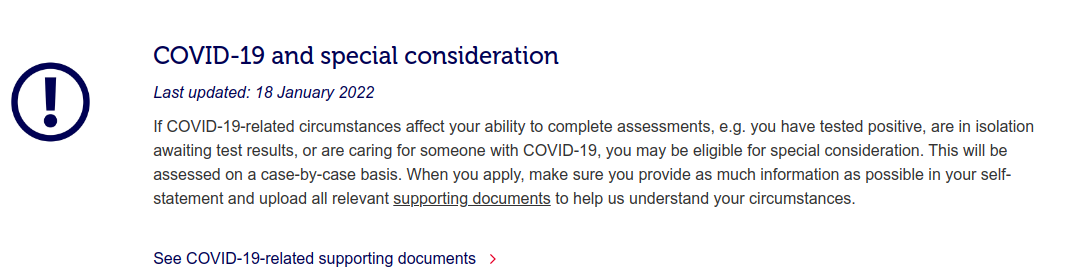 COVID-19 and special consideration
Last updated: 18 January 2022
If COVID-19-related circumstances affect your ability to complete assessments, e.g. you have tested positive, are in isolation
awaiting test results, or are caring for someone with COVID-19, you may be eligible for special consideration. This will be
assessed on a case-by-case basis. When you apply, make sure you provide as much information as possible in your self-
statement and upload all relevant supporting documents to help us understand your circumstances.
See COVID-19-related supporting documents